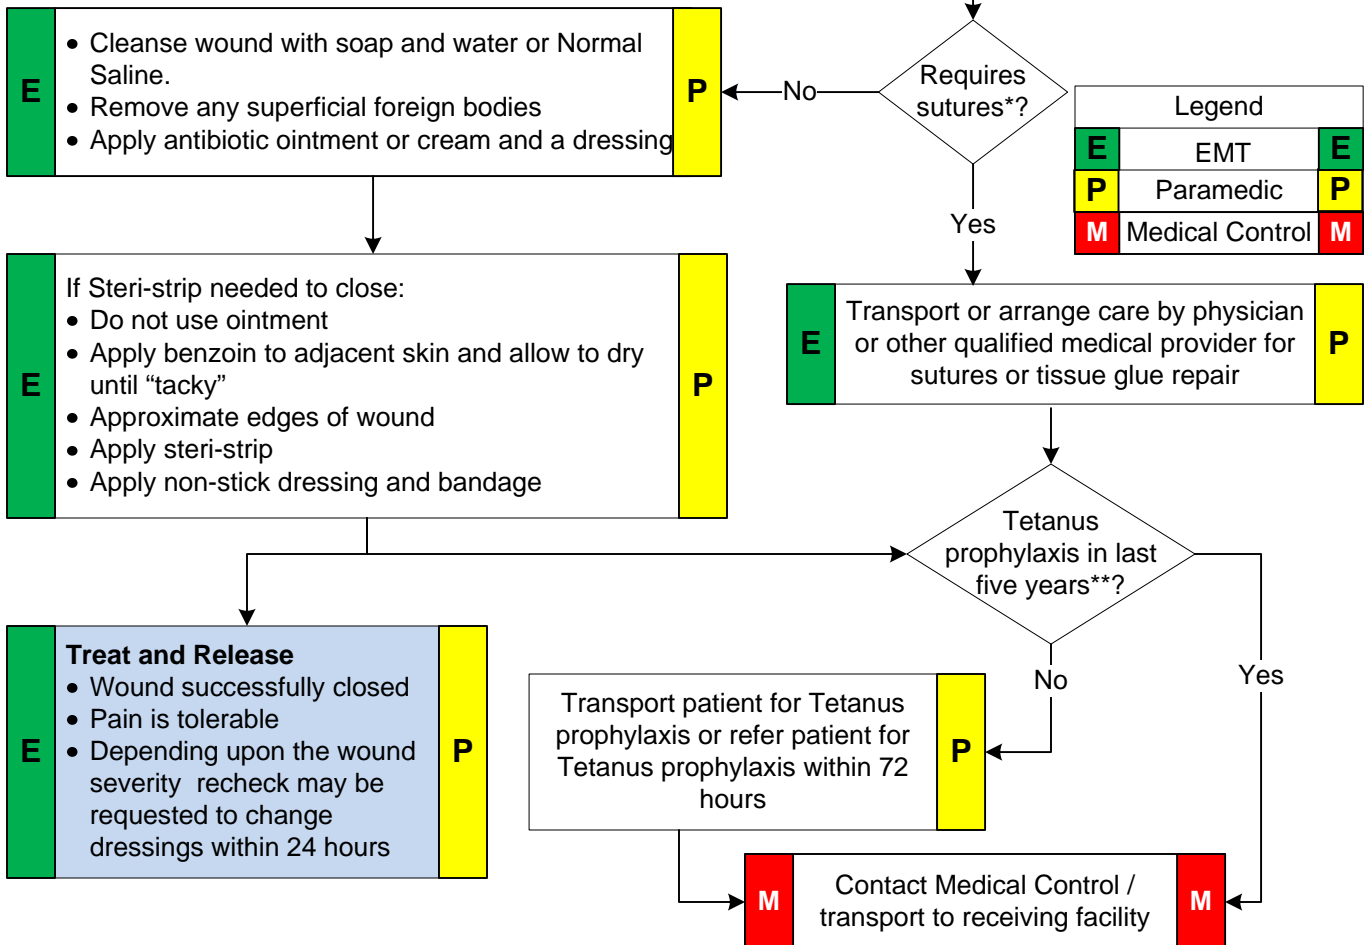 E
• Cleanse wound with soap and water or Normal
Saline.
• Remove any superficial foreign bodies
• Apply antibiotic ointment or cream and a dressing
P
No
Requires
sutures*?
Legend
E EMT E
P Paramedic P
M Medical Control M
Yes
E
If Steri-strip needed to close:
• Do not use ointment
• Apply benzoin to adjacent skin and allow to dry
until “tacky”
• Approximate edges of wound
• Apply steri-strip
• Apply non-stick dressing and bandage
P
E
Transport or arrange care by physician
or other qualified medical provider for
sutures or tissue glue repair
P
Tetanus
prophylaxis in last
five years**?
No
Yes
E
Treat and Release
• Wound successfully closed
• Pain is tolerable
• Depending upon the wound
severity  recheck may be
requested to change
dressings within 24 hours
P
Transport patient for Tetanus
prophylaxis or refer patient for
Tetanus prophylaxis within 72
hours
P
M
Contact Medical Control /
transport to receiving facility
M